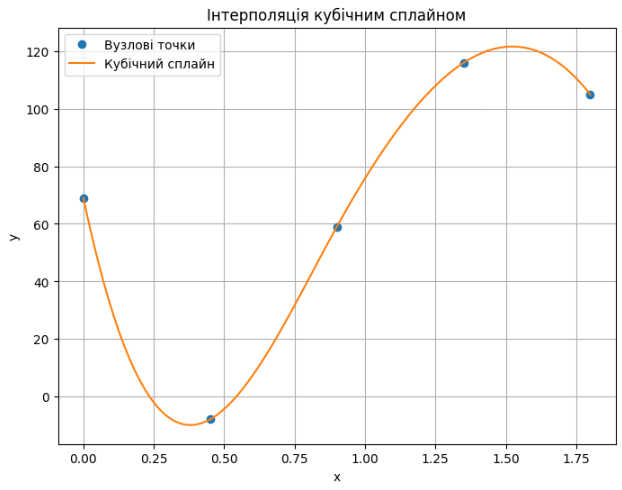 Інтерполяція кубічним сплайном
Вузлові точки
Кубічний сплайн
y
120
100
80
60
40
20
0
0.00 0.25 0.50 0.75 1.00 1.25 1.50 1.75
x